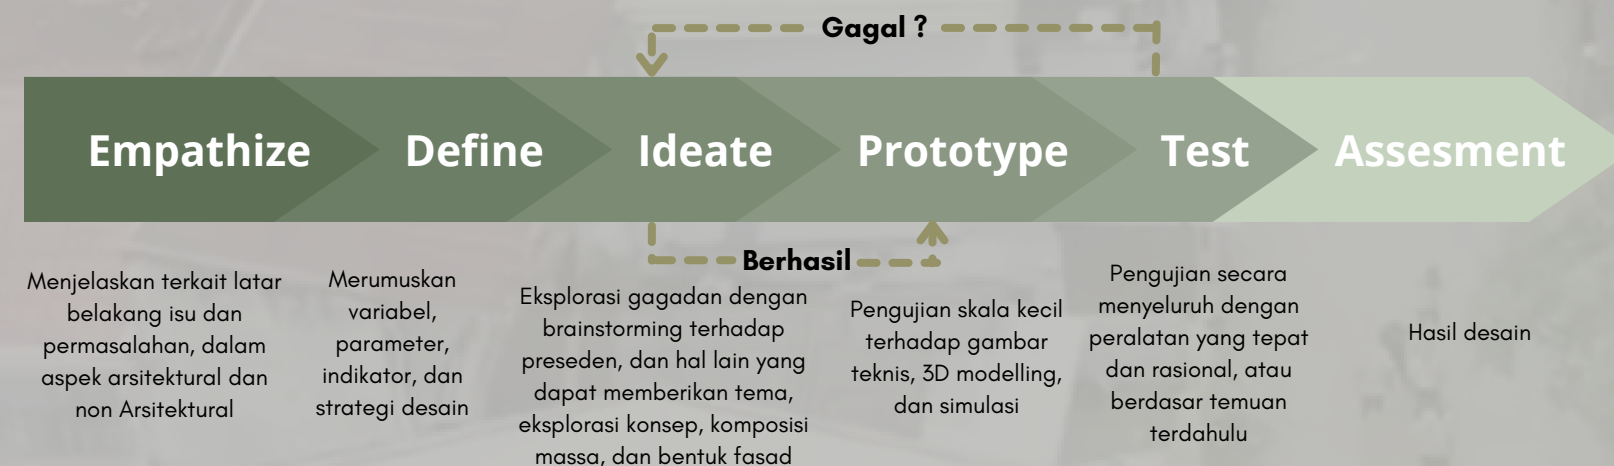 Gagal ?
Empathize
Define
Ideate
Prototype
Test
Assesment
Berhasil
Menjelaskan terkait latar
belakang isu dan
permasalahan, dalam
aspek arsitektural dan
non Arsitektural
Merumuskan
variabel,
parameter,
indikator, dan
strategi desain
Eksplorasi gagadan dengan
brainstorming terhadap
preseden, dan hal lain yang
dapat memberikan tema,
eksplorasi konsep, komposisi
massa, dan bentuk fasad
Pengujian skala kecil
terhadap gambar
teknis, 3D modelling,
dan simulasi
Pengujian secara
menyeluruh dengan
peralatan yang tepat
dan rasional, atau
berdasar temuan
terdahulu
Hasil desain